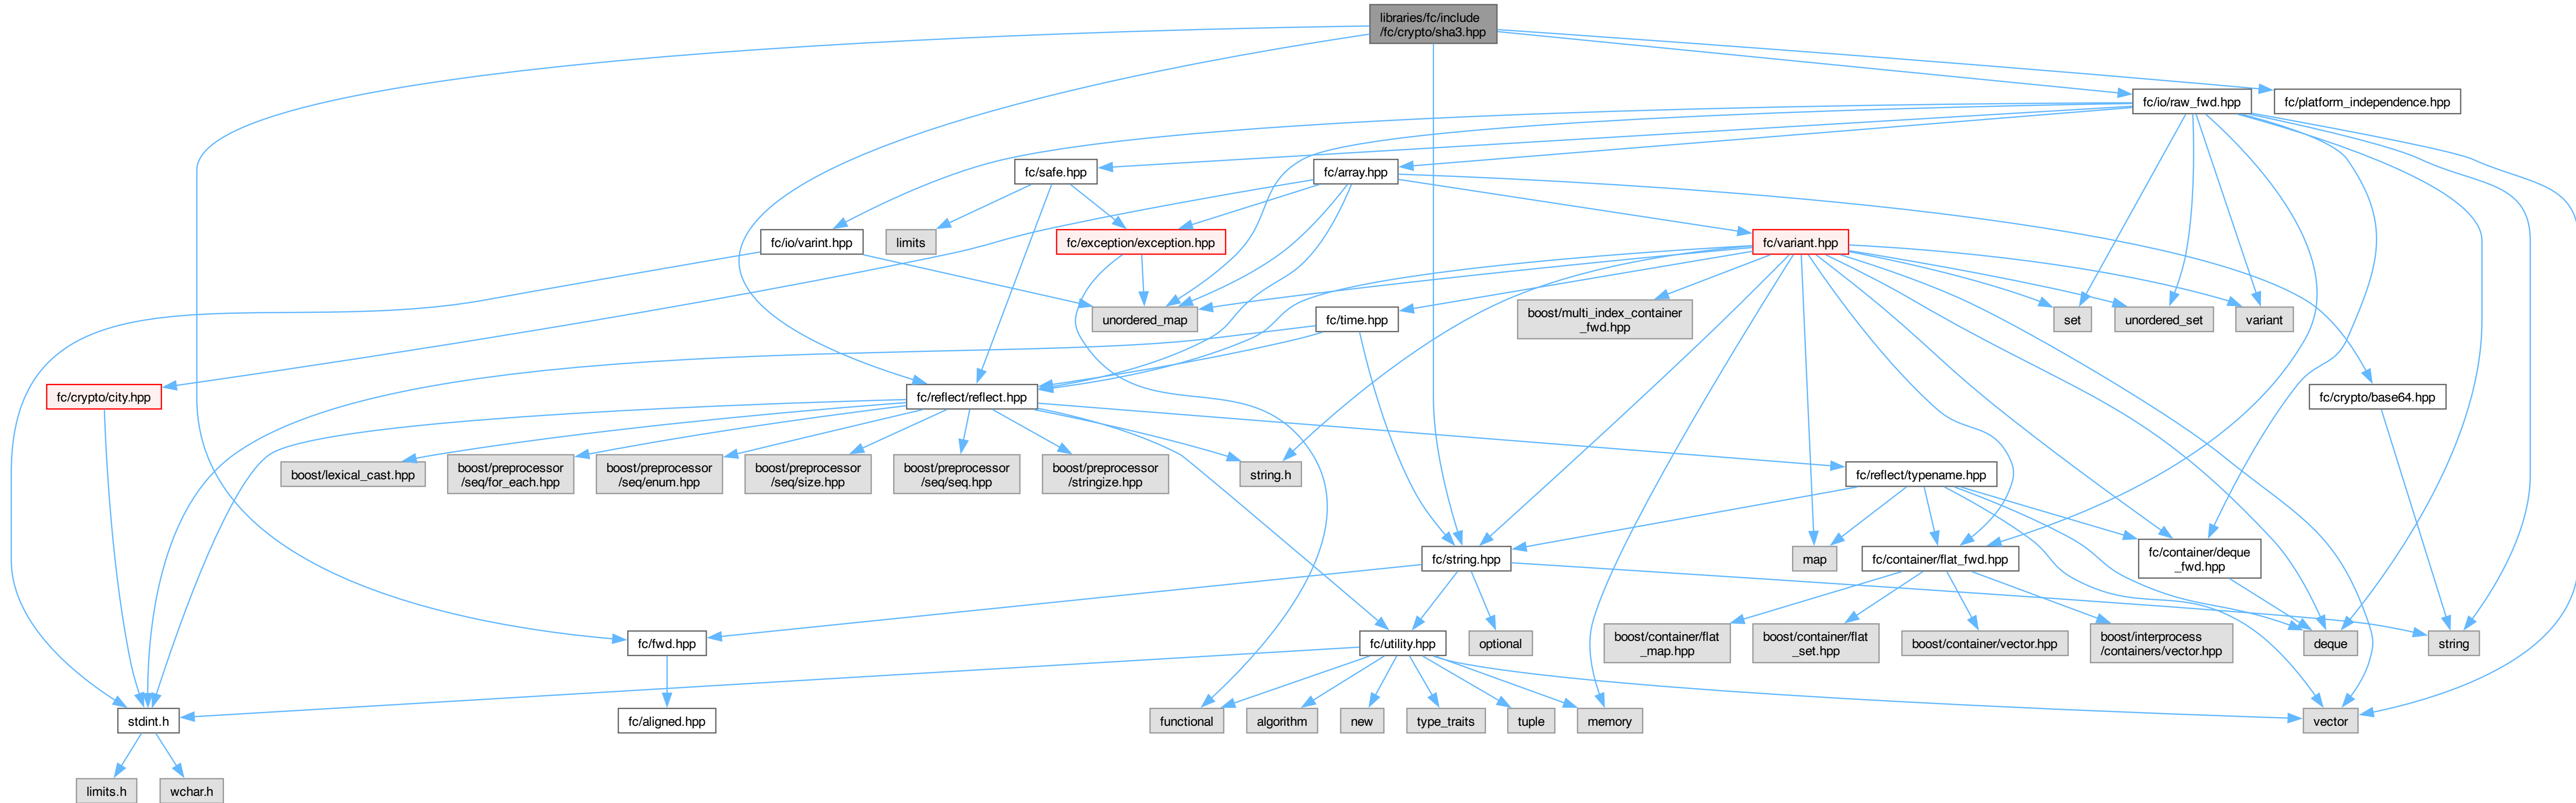 libraries/fc/include
/fc/crypto/sha3.hpp
fc/io/raw_fwd.hpp
fc/platform_independence.hpp
fc/safe.hpp
fc/array.hpp
fc/io/varint.hpp
limits
fc/exception/exception.hpp
fc/variant.hpp
unordered_map
fc/time.hpp
boost/multi_index_container
_fwd.hpp
set
unordered_set
variant
fc/crypto/city.hpp
fc/reflect/reflect.hpp
fc/crypto/base64.hpp
boost/lexical_cast.hpp
boost/preprocessor
/seq/for_each.hpp
boost/preprocessor
/seq/enum.hpp
boost/preprocessor
/seq/size.hpp
boost/preprocessor
/seq/seq.hpp
boost/preprocessor
/stringize.hpp
string.h
fc/reflect/typename.hpp
fc/string.hpp
map
fc/container/flat_fwd.hpp
fc/container/deque
_fwd.hpp
fc/fwd.hpp
fc/utility.hpp
optional
boost/container/flat
_map.hpp
boost/container/flat
_set.hpp
boost/container/vector.hpp
boost/interprocess
/containers/vector.hpp
deque
string
stdint.h
fc/aligned.hpp
functional
algorithm
new
type_traits
tuple
memory
vector
limits.h
wchar.h